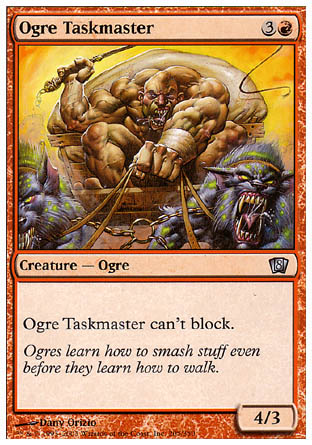 Ogre Taskmaster 3
Creature — Ogre 8
Ogre Taskmaster can't block.
Ogres learn how to smash stuff even
before they learn how to walk.
Dany Orizio
4/3